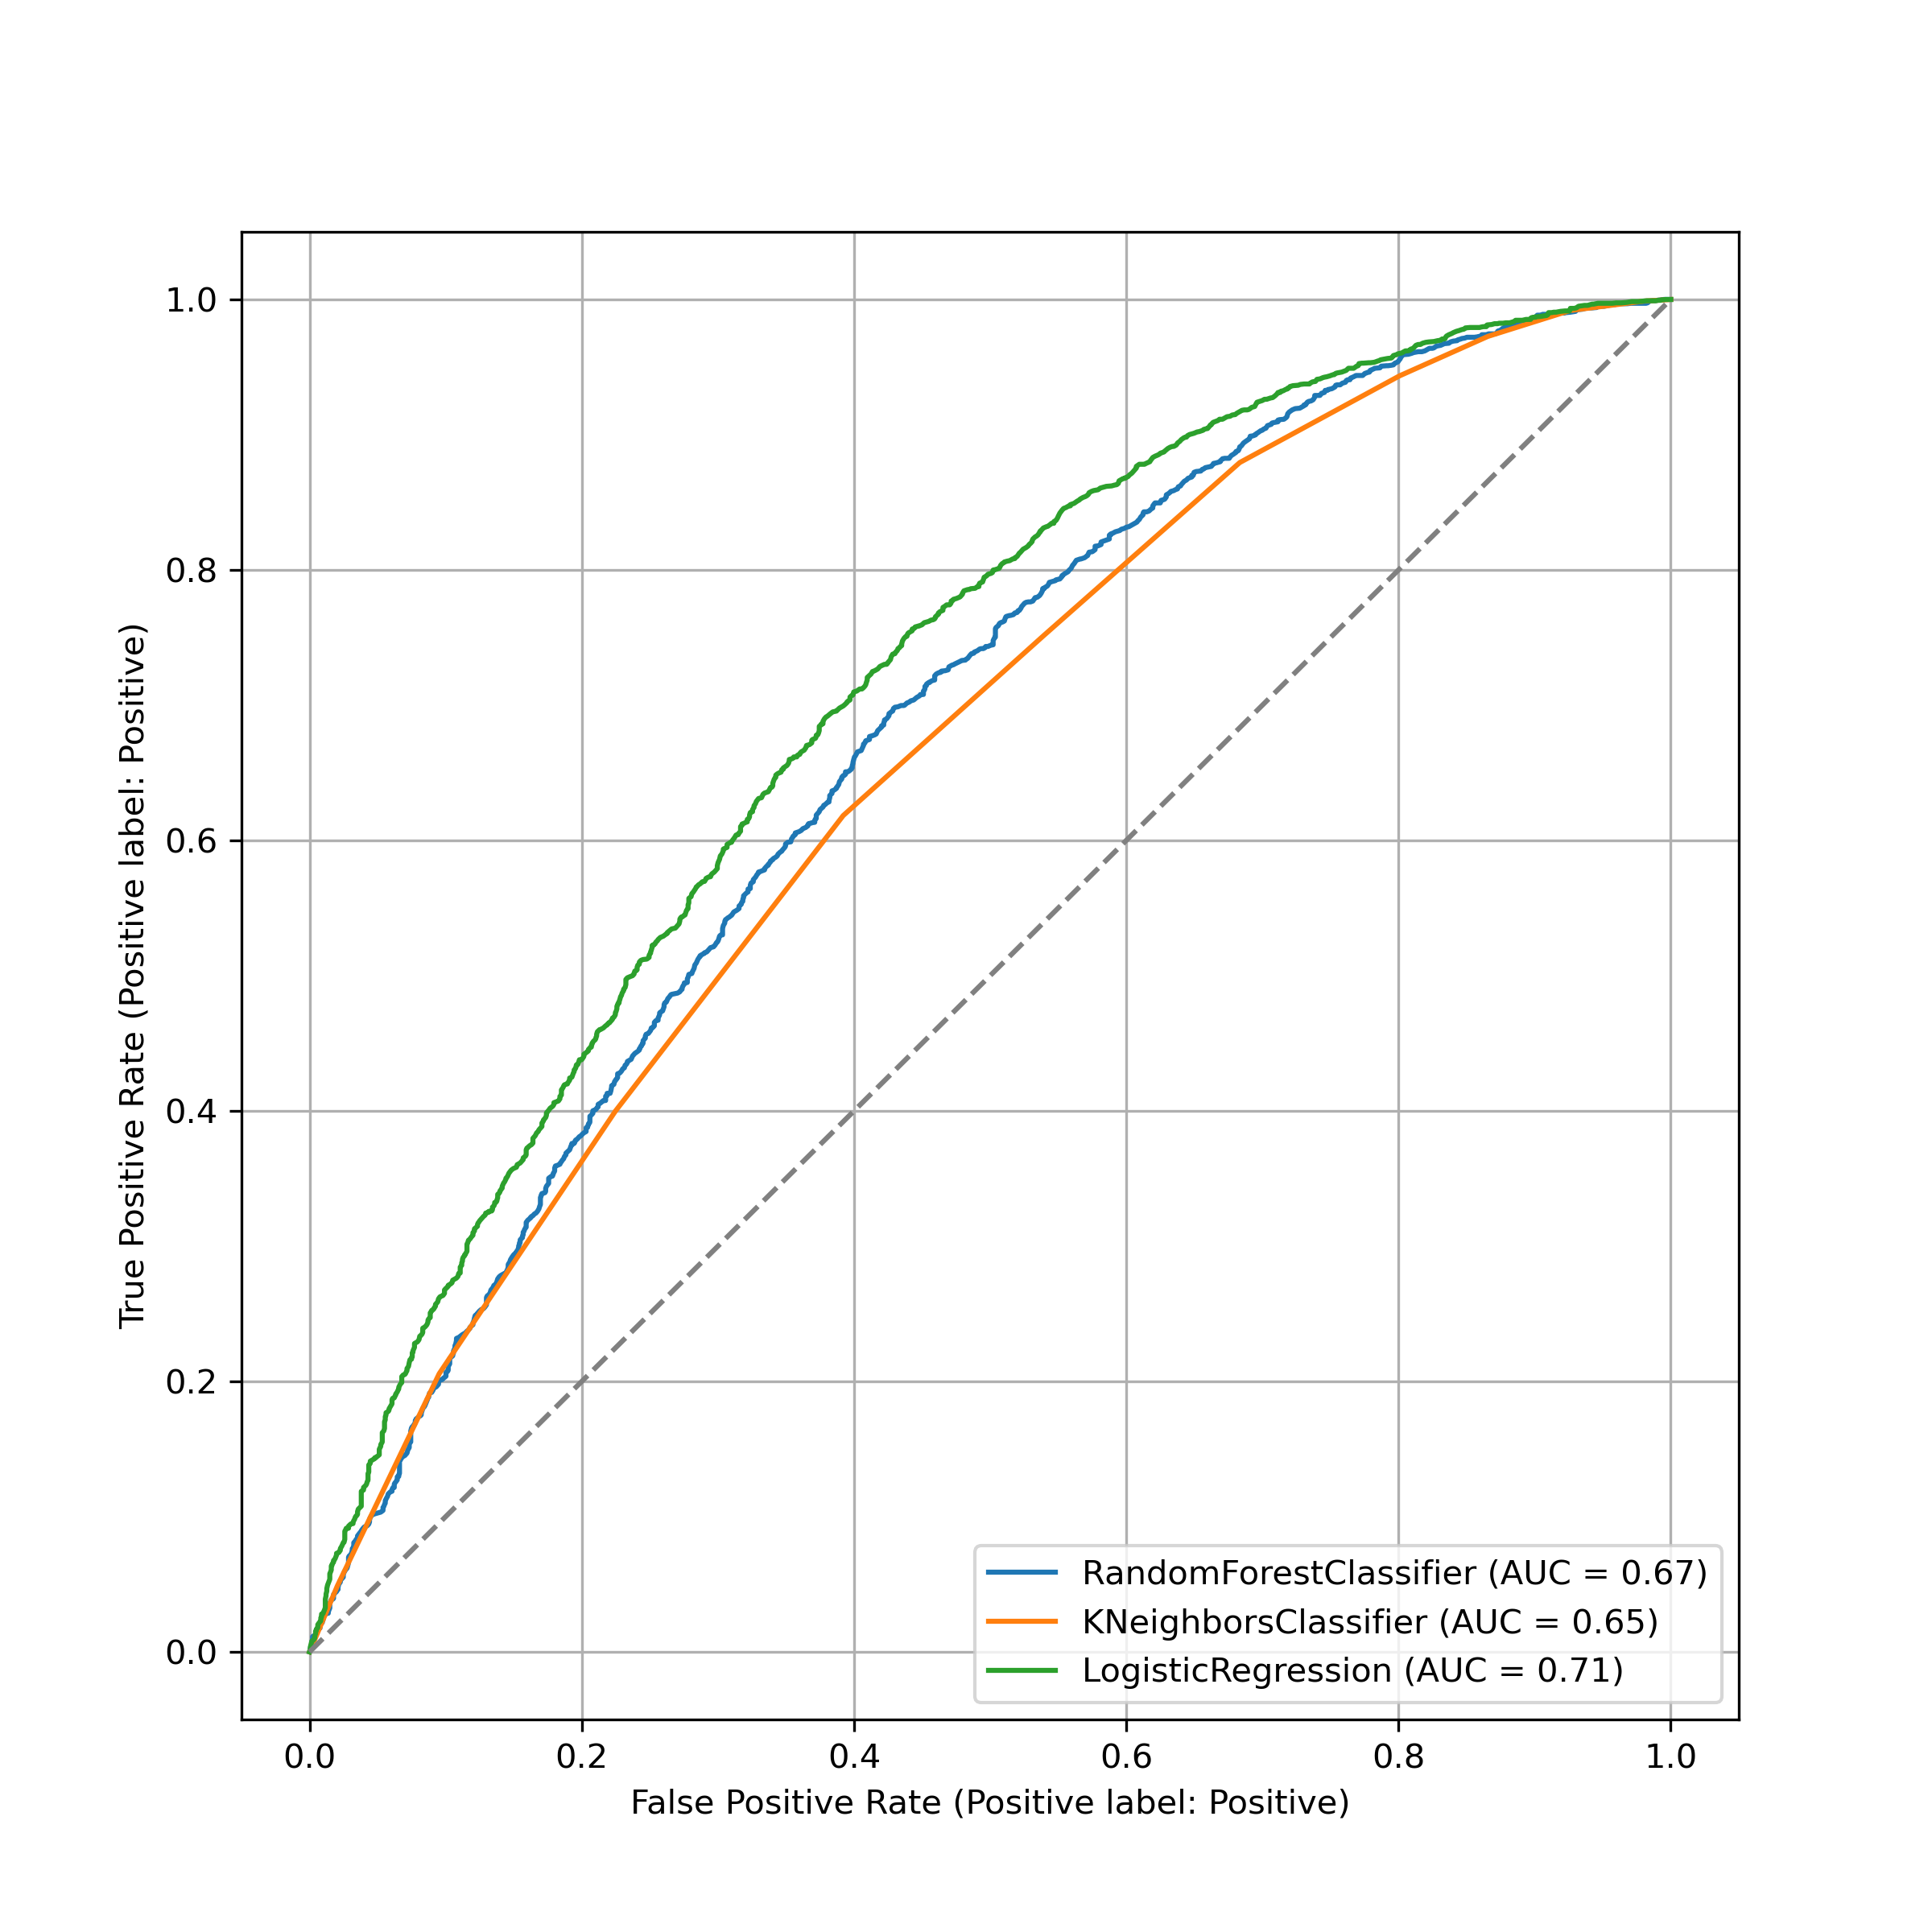 1.0
0.8
0.6
0.4
0.2
0.0
True Positive Rate (Positive label: Positive)
RandomForestClassifier (AUC = 0.67)
KNeighborsClassifier (AUC = 0.65)
LogisticRegression (AUC = 0.71)
0.0 0.2 0.4 0.6 0.8 1.0
False Positive Rate (Positive label: Positive)